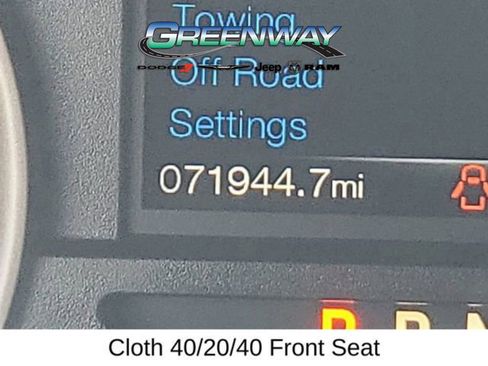 Towing
GREENWAY
DODGE Jeep RAM
Off Road
Settings
071944.7mi
P R N
Cloth 40/20/40 Front Seat